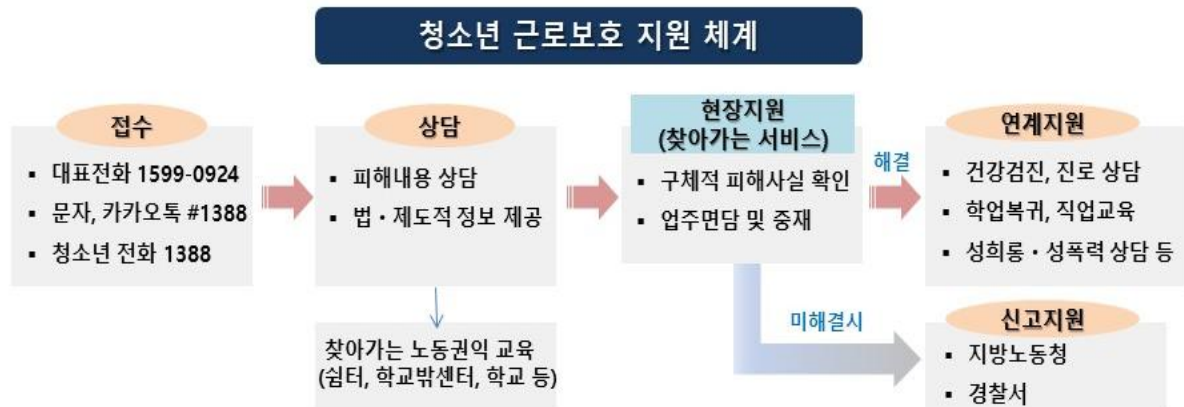 청소년 근로보호 지원 체계
접수
▪ 대표전화 1599-0924
▪ 문자, 카카오톡 #1388
▪ 청소년 전화 1388
상담
▪ 피해내용 상담
▪ 법·제도적 정보 제공
찾아가는 노동권익 교육
(쉼터, 학교밖센터, 학교 등)
현장지원
(찾아가는 서비스)
▪ 구체적 피해사실 확인
▪ 업주면담 및 중재
해결
연계지원
▪ 건강검진, 진로 상담
▪ 학업복귀, 직업교육
▪ 성희롱·성폭력 상담 등
미해결시
신고지원
▪ 지방노동청
▪ 경찰서